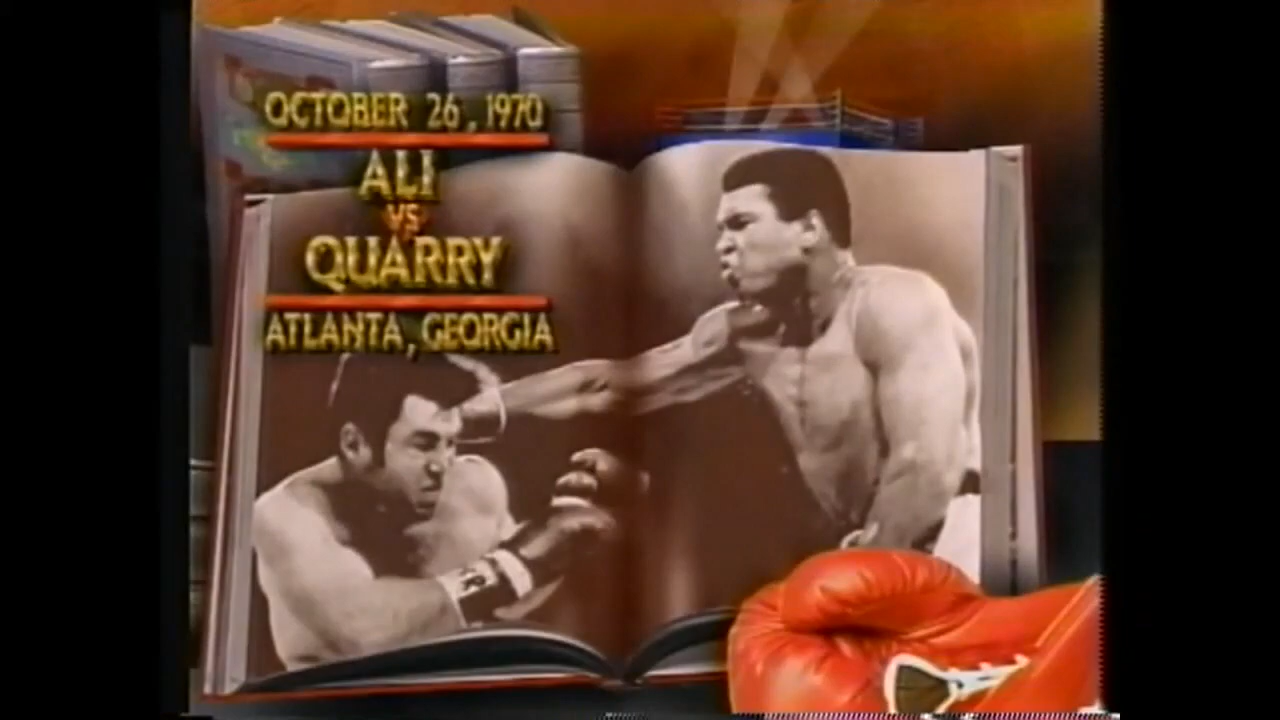 OCTOBER 26, 1970
ALI
VS
QUARRY
ATLANTA, GEORGIA